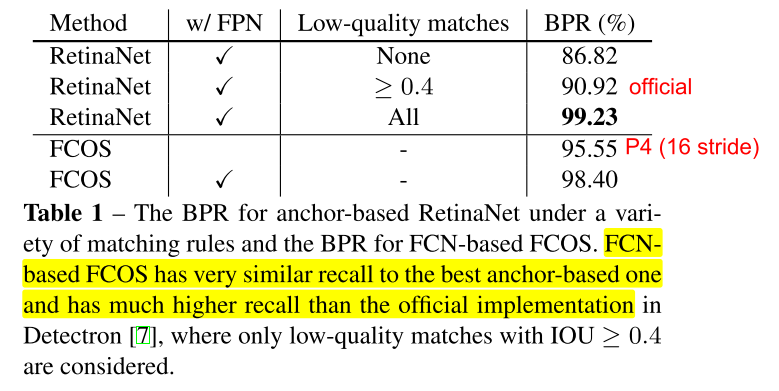 Method w/ FPN Low-quality matches BPR (%)
RetinaNet ✓ None 86.82
RetinaNet ✓ ≥ 0.4 90.92 official
RetinaNet ✓ All 99.23
FCOS - 95.55 P4 (16 stride)
FCOS ✓ - 98.40
Table 1 – The BPR for anchor-based RetinaNet under a vari-
ety of matching rules and the BPR for FCN-based FCOS. FCN-
based FCOS has very similar recall to the best anchor-based one
and has much higher recall than the official implementation in
Detectron [7], where only low-quality matches with IOU ≥ 0.4
are considered.